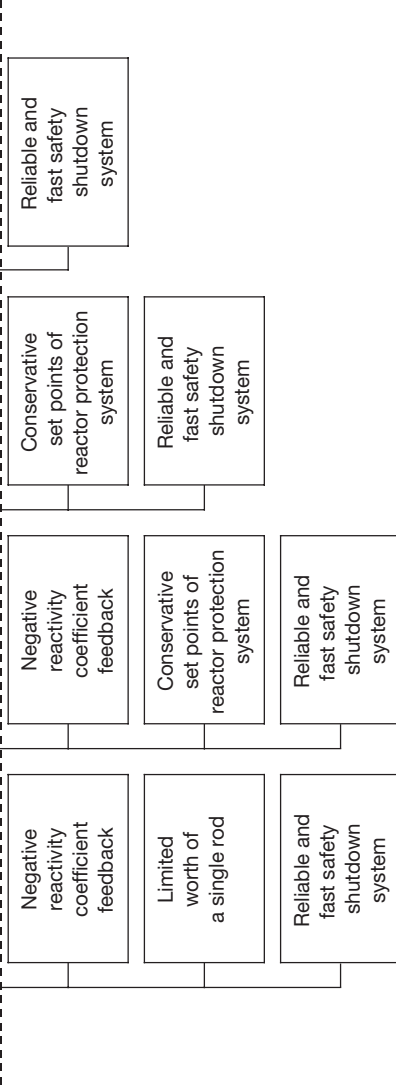 Negative
reactivity
coefficient
feedback
Limited
worth of
a single rod
Reliable and
fast safety
shutdown
system
Negative
reactivity
coefficient
feedback
Conservative
set points of
reactor protection
system
Reliable and
fast safety
shutdown
system
Conservative
set points of
reactor protection
system
Reliable and
fast safety
shutdown
system
Reliable and
fast safety
shutdown
system